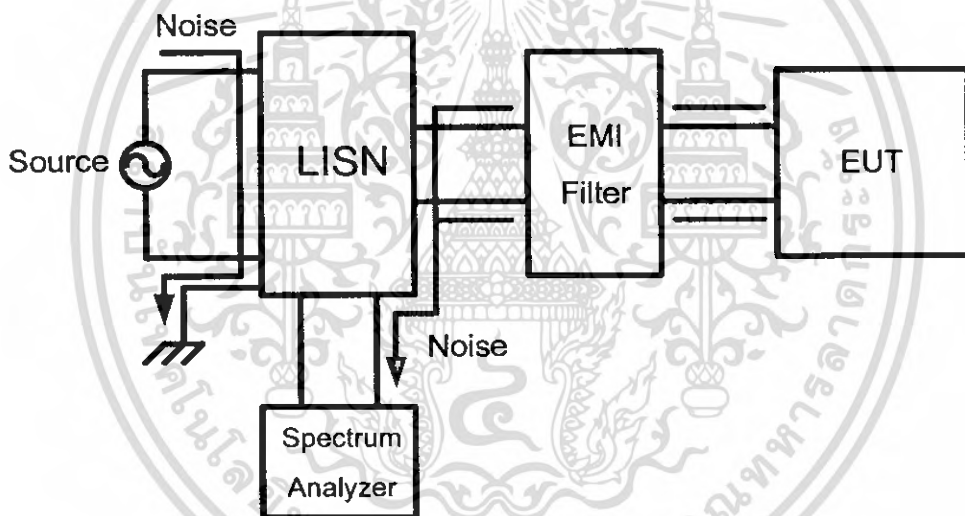 Noise
Source
LISN
EMI
Filter
EUT
Noise
Spectrum
Analyzer